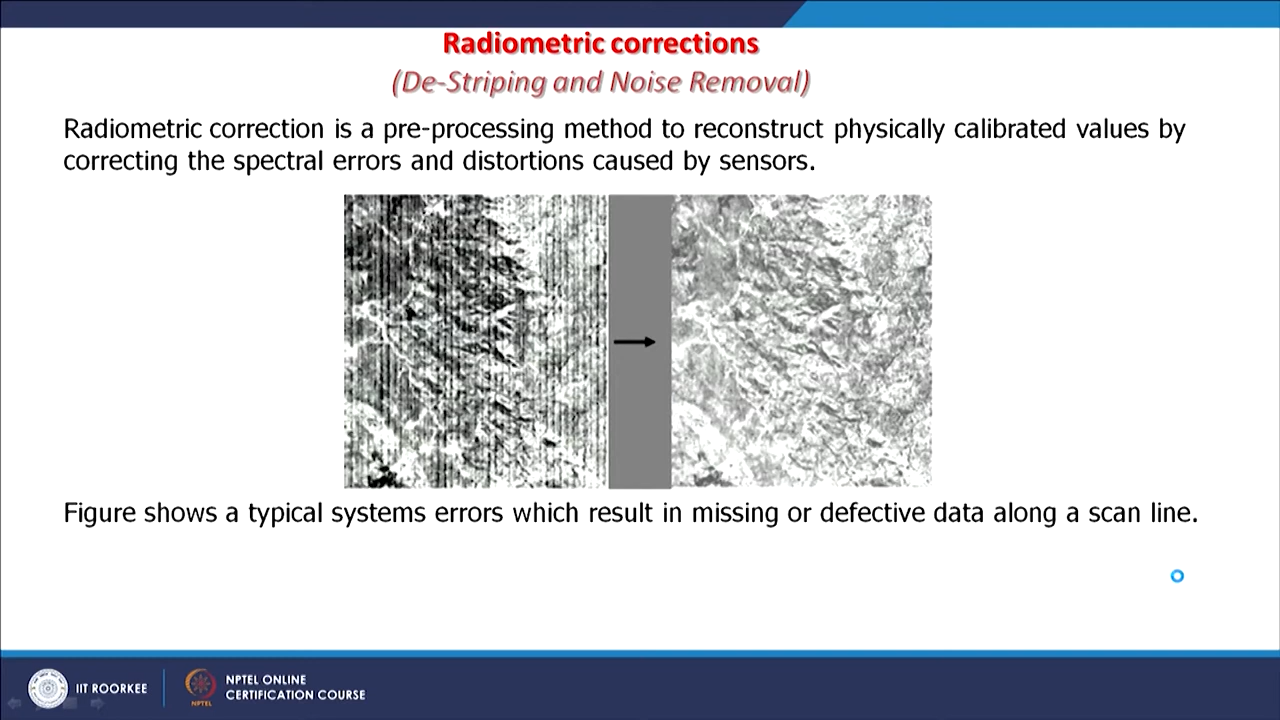 Radiometric corrections
(De-Striping and Noise Removal)
Radiometric correction is a pre-processing method to reconstruct physically calibrated values by
correcting the spectral errors and distortions caused by sensors.
Figure shows a typical systems errors which result in missing or defective data along a scan line.
IIT ROORKEE
NPTEL
NPTEL ONLINE
CERTIFICATION COURSE